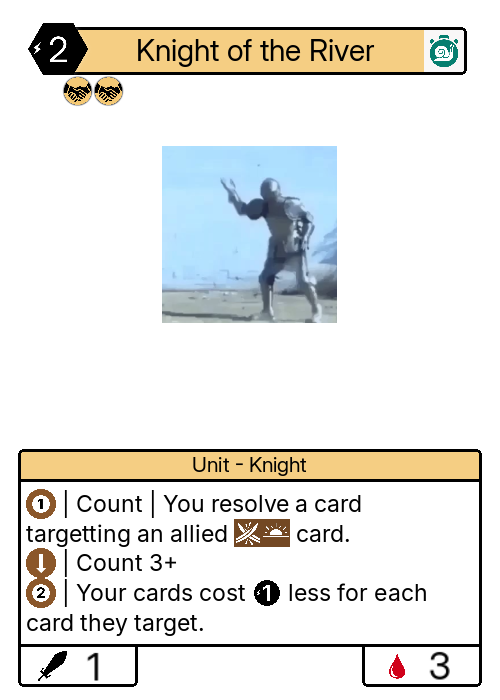 2 Knight of the River
Unit - Knight
1 | Count | You resolve a card
targetting an allied card.
| Count 3+
2 | Your cards cost 1 less for each
card they target.
1 3